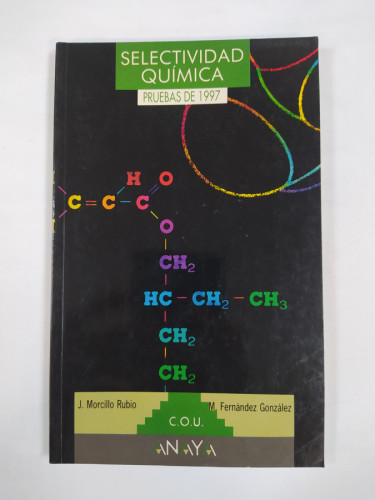 SELECTIVIDAD
QUÍMICA
PRUEBAS DE 1997
H O
C = C - C
O
CH₂
HC - CH₂ - CH₃
CH₂
CH₂
J. Morcillo Rubio
M. Fernández González
C.O.U.
ANAYA